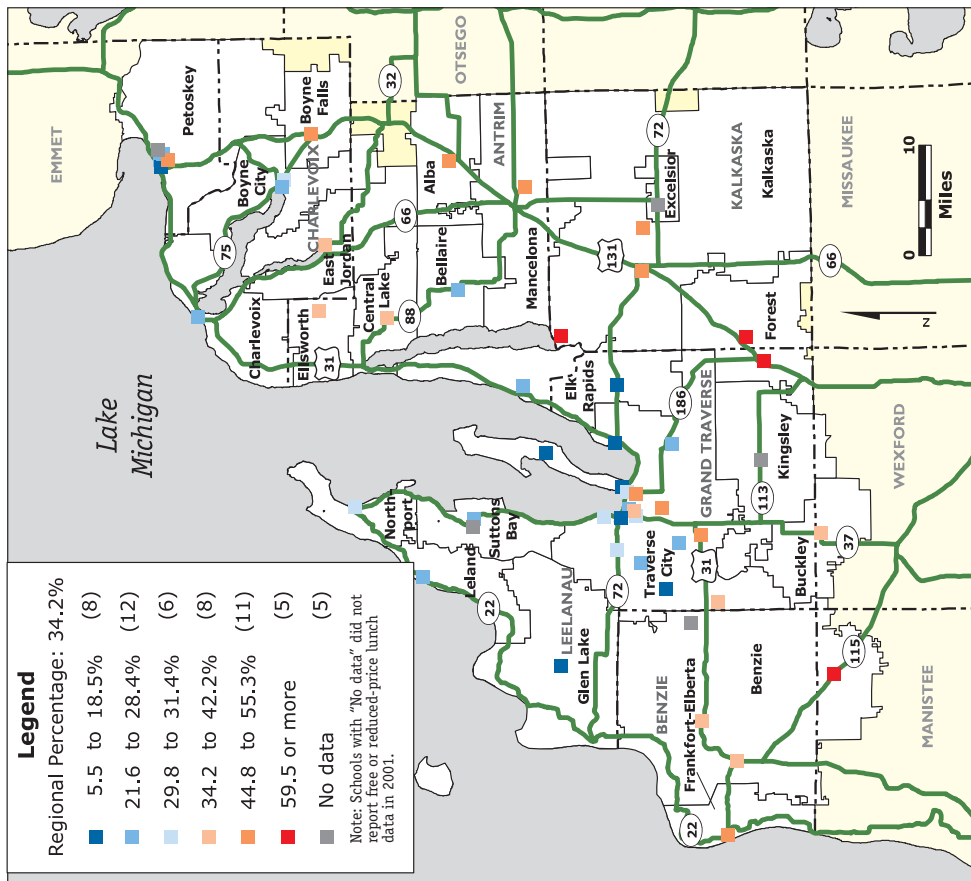 Legend
Regional Percentage: 34.2%
5.5 to 18.5% (8)
21.6 to 28.4% (12)
29.8 to 31.4% (6)
34.2 to 42.2% (8)
44.8 to 55.3% (11)
59.5 or more (5)
No data (5)
Note: Schools with "No data" did not
report free or reduced-price lunch
data in 2001.
Lake
Michigan
EMMET
Petoskey
Boyne
City
Boyne
Falls
CHARLEVOIX
75
32
OTSEGO
Charlevoix
East
Jordan
66
Ellsworth
31
Central
Lake
88
Bellaire
Alba
ANTRIM
Mancelona
131
72
Excelsior
KALKASKA
Kalkaska
MISSAUKEE
66
Forest
Elk
Rapids
186
GRAND TRAVERSE
Kingsley
113
North-
port
Suttons
Bay
Leland
22
LEELANAU
Glen Lake
72
Traverse
City
31
Buckley
37
WEXFORD
BENZIE
Frankfort-Elberta
Benzie
22
115
MANISTEE
N
0
10
Miles